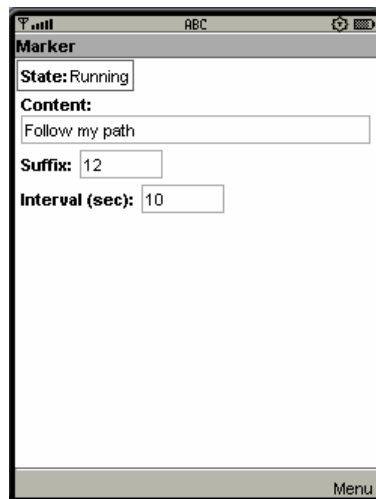 ABC
Marker
State: Running
Content:
Follow my path
Suffix: 12
Interval (sec): 10
Menu